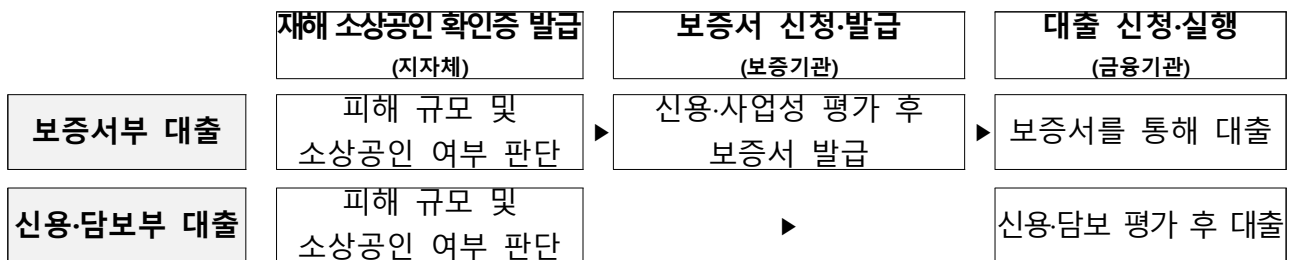 재해 소상공인 확인증 발급
(지자체)
보증서 신청·발급
(보증기관)
대출 신청·실행
(금융기관)
보증서부 대출
피해 규모 및
소상공인 여부 판단
▶
신용·사업성 평가 후
보증서 발급
▶
보증서를 통해 대출
신용·담보부 대출
피해 규모 및
소상공인 여부 판단
▶
신용·담보 평가 후 대출